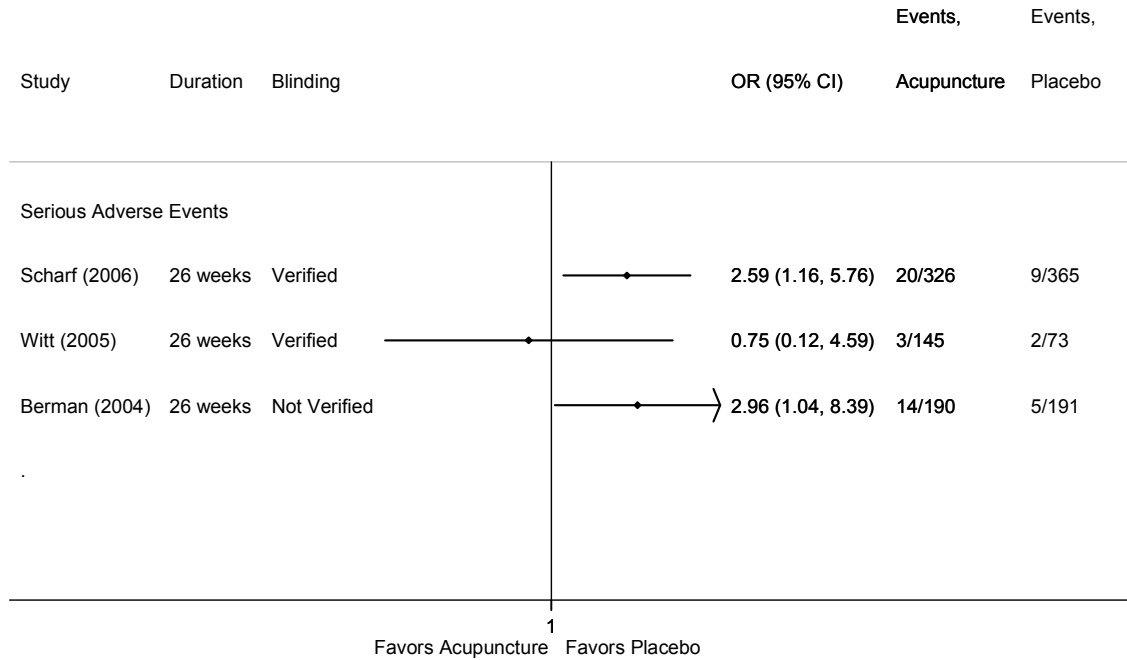 Events, Events,
Study Duration Blinding OR (95% CI) Acupuncture Placebo
Serious Adverse Events
Scharf (2006) 26 weeks Verified 2.59 (1.16, 5.76) 20/326 9/365
Witt (2005) 26 weeks Verified 0.75 (0.12, 4.59) 3/145 2/73
Berman (2004) 26 weeks Not Verified 2.96 (1.04, 8.39) 14/190 5/191
.
1
Favors Acupuncture Favors Placebo